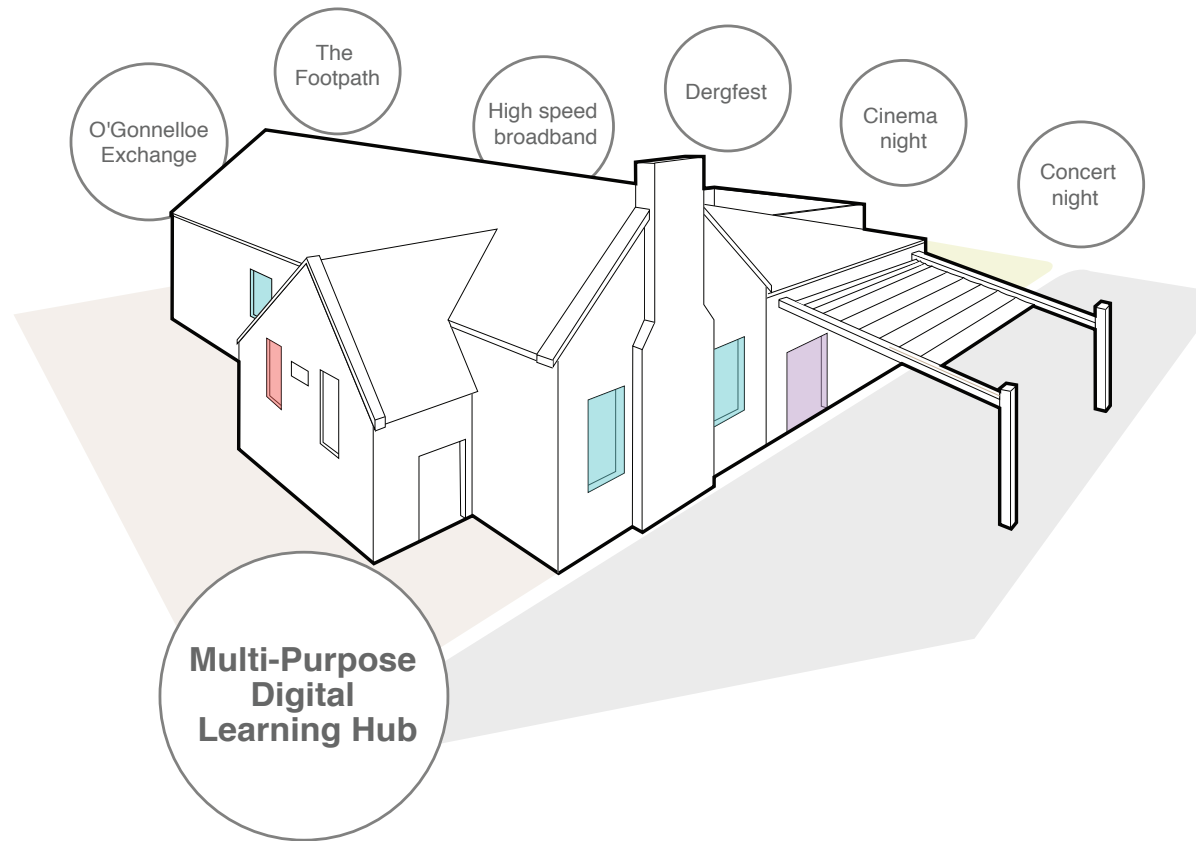 O'Gonnelloe
Exchange
The
Footpath
High speed
broadband
Dergfest
Cinema
night
Concert
night
Multi-Purpose
Digital
Learning Hub